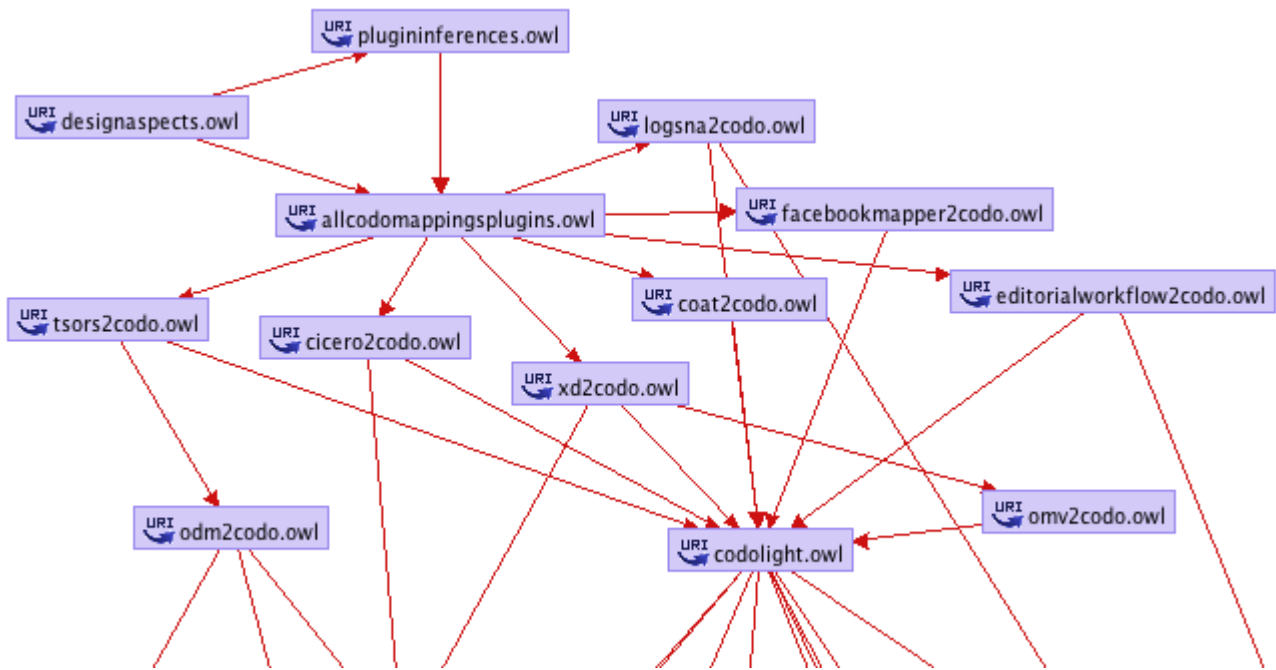 URI plugininferences.owl
URI designaspects.owl
URI logsna2codo.owl
URI allcodomappingsplugins.owl
URI facebookmapper2codo.owl
URI editorialworkflow2codo.owl
URI coat2codo.owl
URI tsors2codo.owl
URI cicero2codo.owl
URI xd2codo.owl
URI omv2codo.owl
URI odm2codo.owl
URI codolight.owl